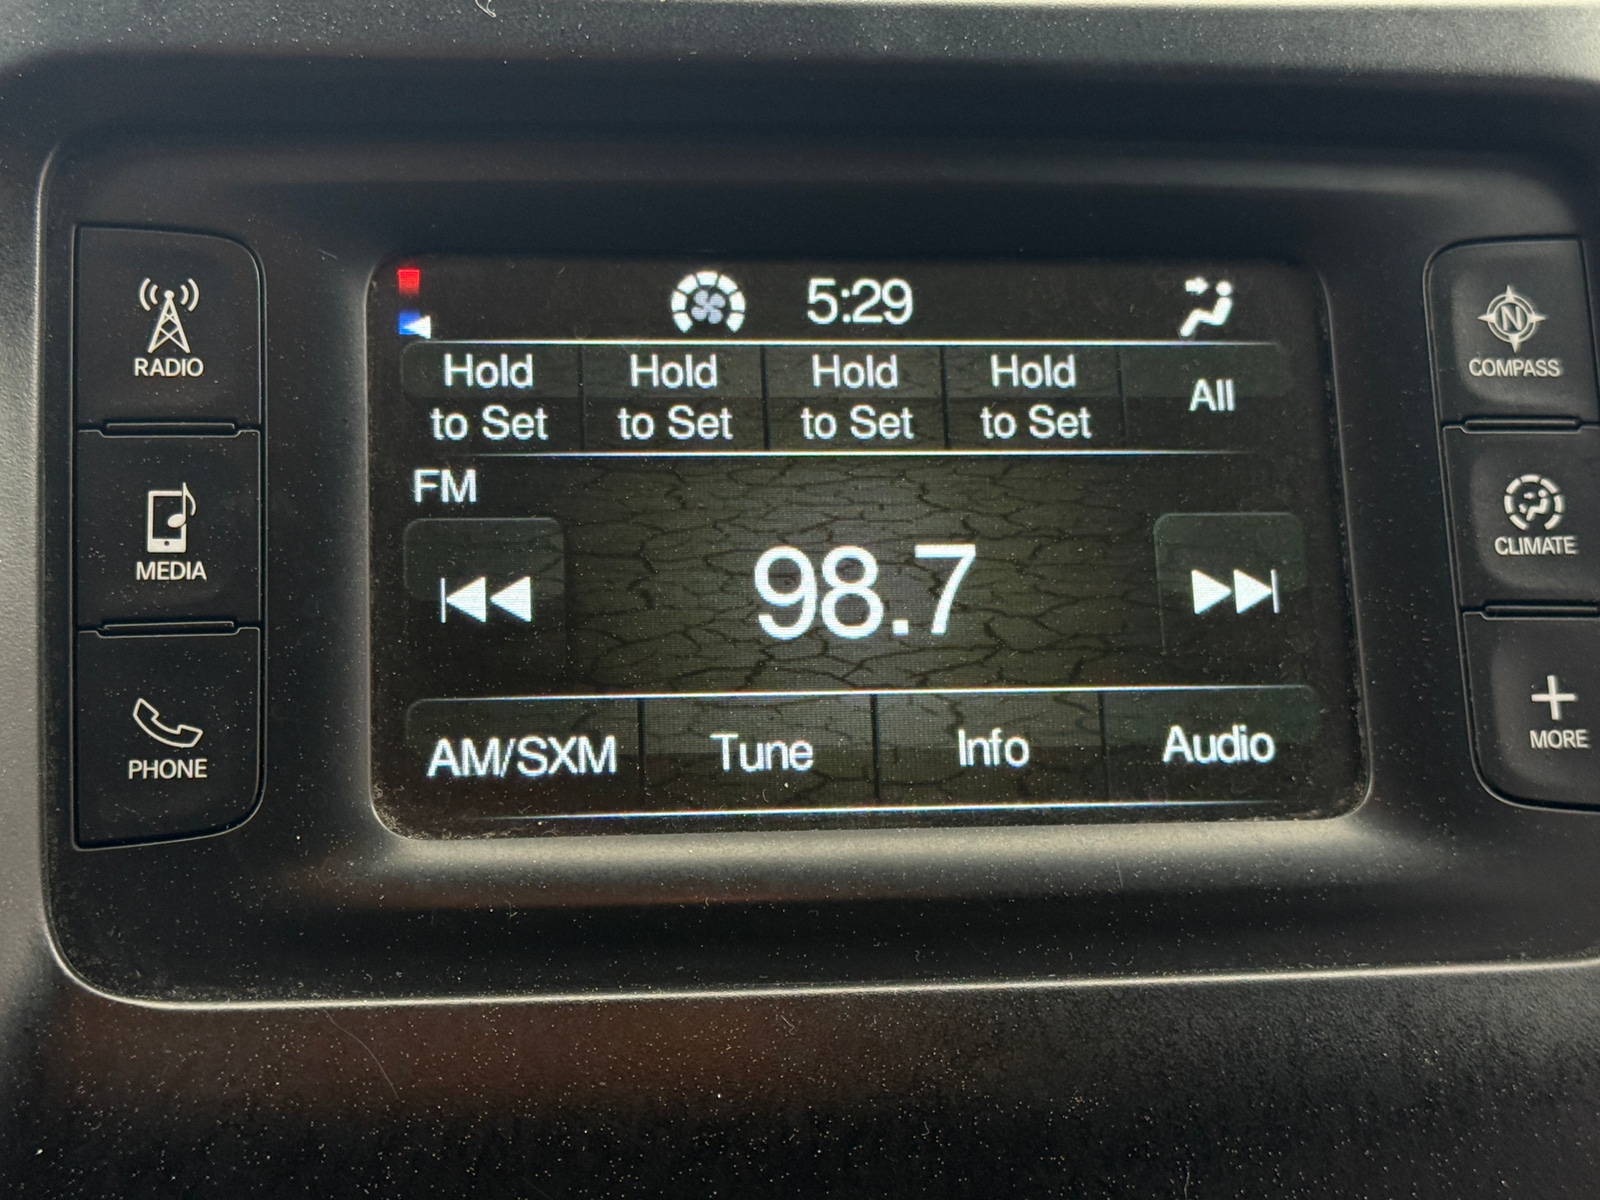 5:29
Hold Hold Hold Hold All
to Set to Set to Set to Set
FM
98.7
AM/SXM Tune Info Audio
RADIO
MEDIA
PHONE
N
COMPASS
CLIMATE
MORE